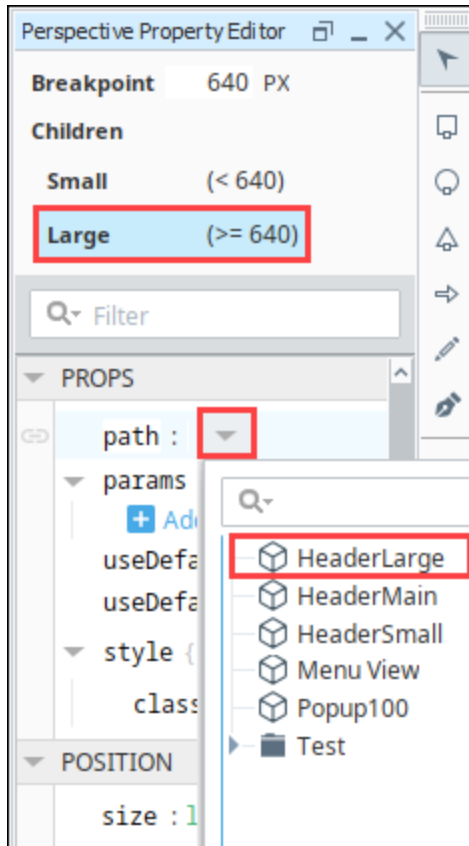 Perspective Property Editor
Breakpoint 640 PX
Children
Small (< 640)
Large (>= 640)
Filter
PROPS
path :
params
Add
useDefa
useDefa
style {
class
HeaderLarge
HeaderMain
HeaderSmall
Menu View
Popup100
Test
POSITION
size : l